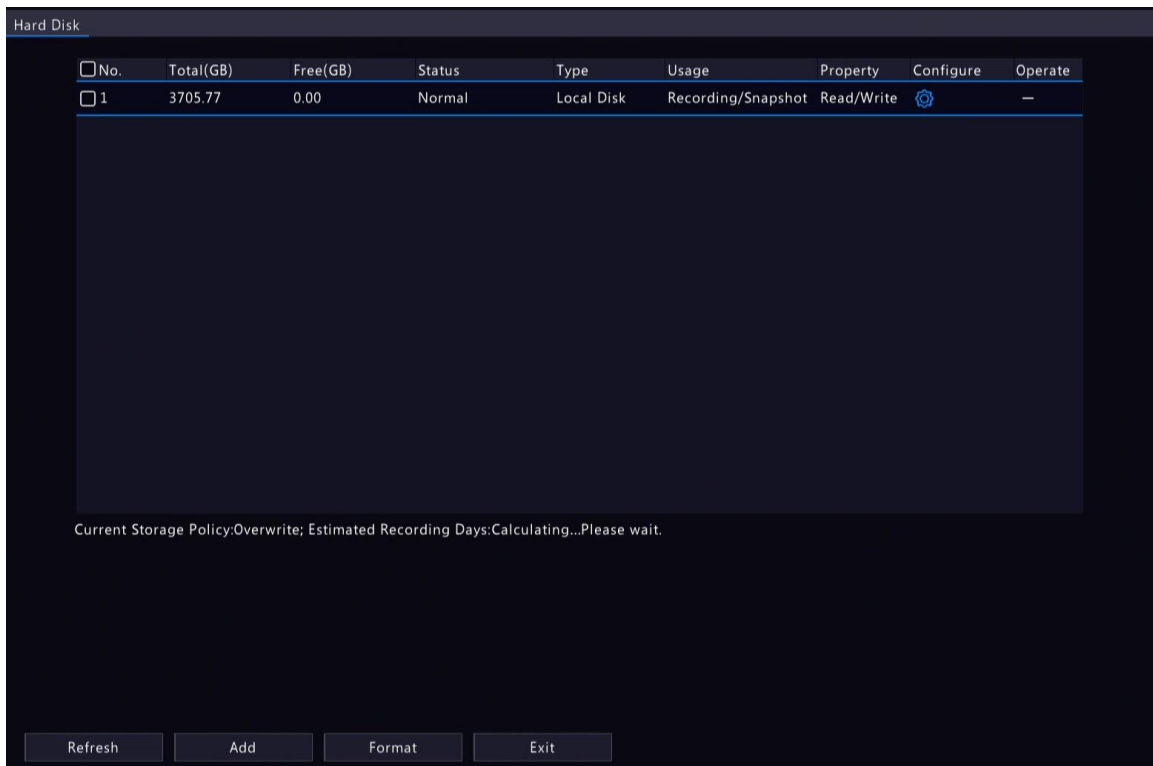 Hard Disk
No. Total(GB) Free(GB) Status Type Usage Property Configure Operate
1 3705.77 0.00 Normal Local Disk Recording/Snapshot Read/Write —
Current Storage Policy:Overwrite; Estimated Recording Days:Calculating...Please wait.
Refresh Add Format Exit